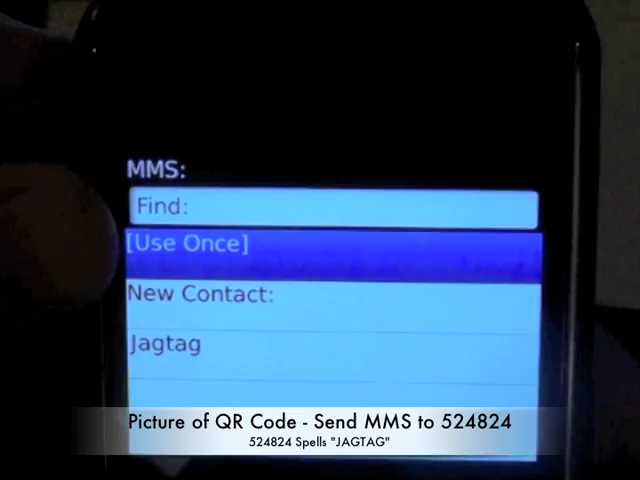 MMS:
Find:
[Use Once]
New Contact:
Jagtag
Picture of QR Code - Send MMS to 524824
524824 Spells "JAGTAG"